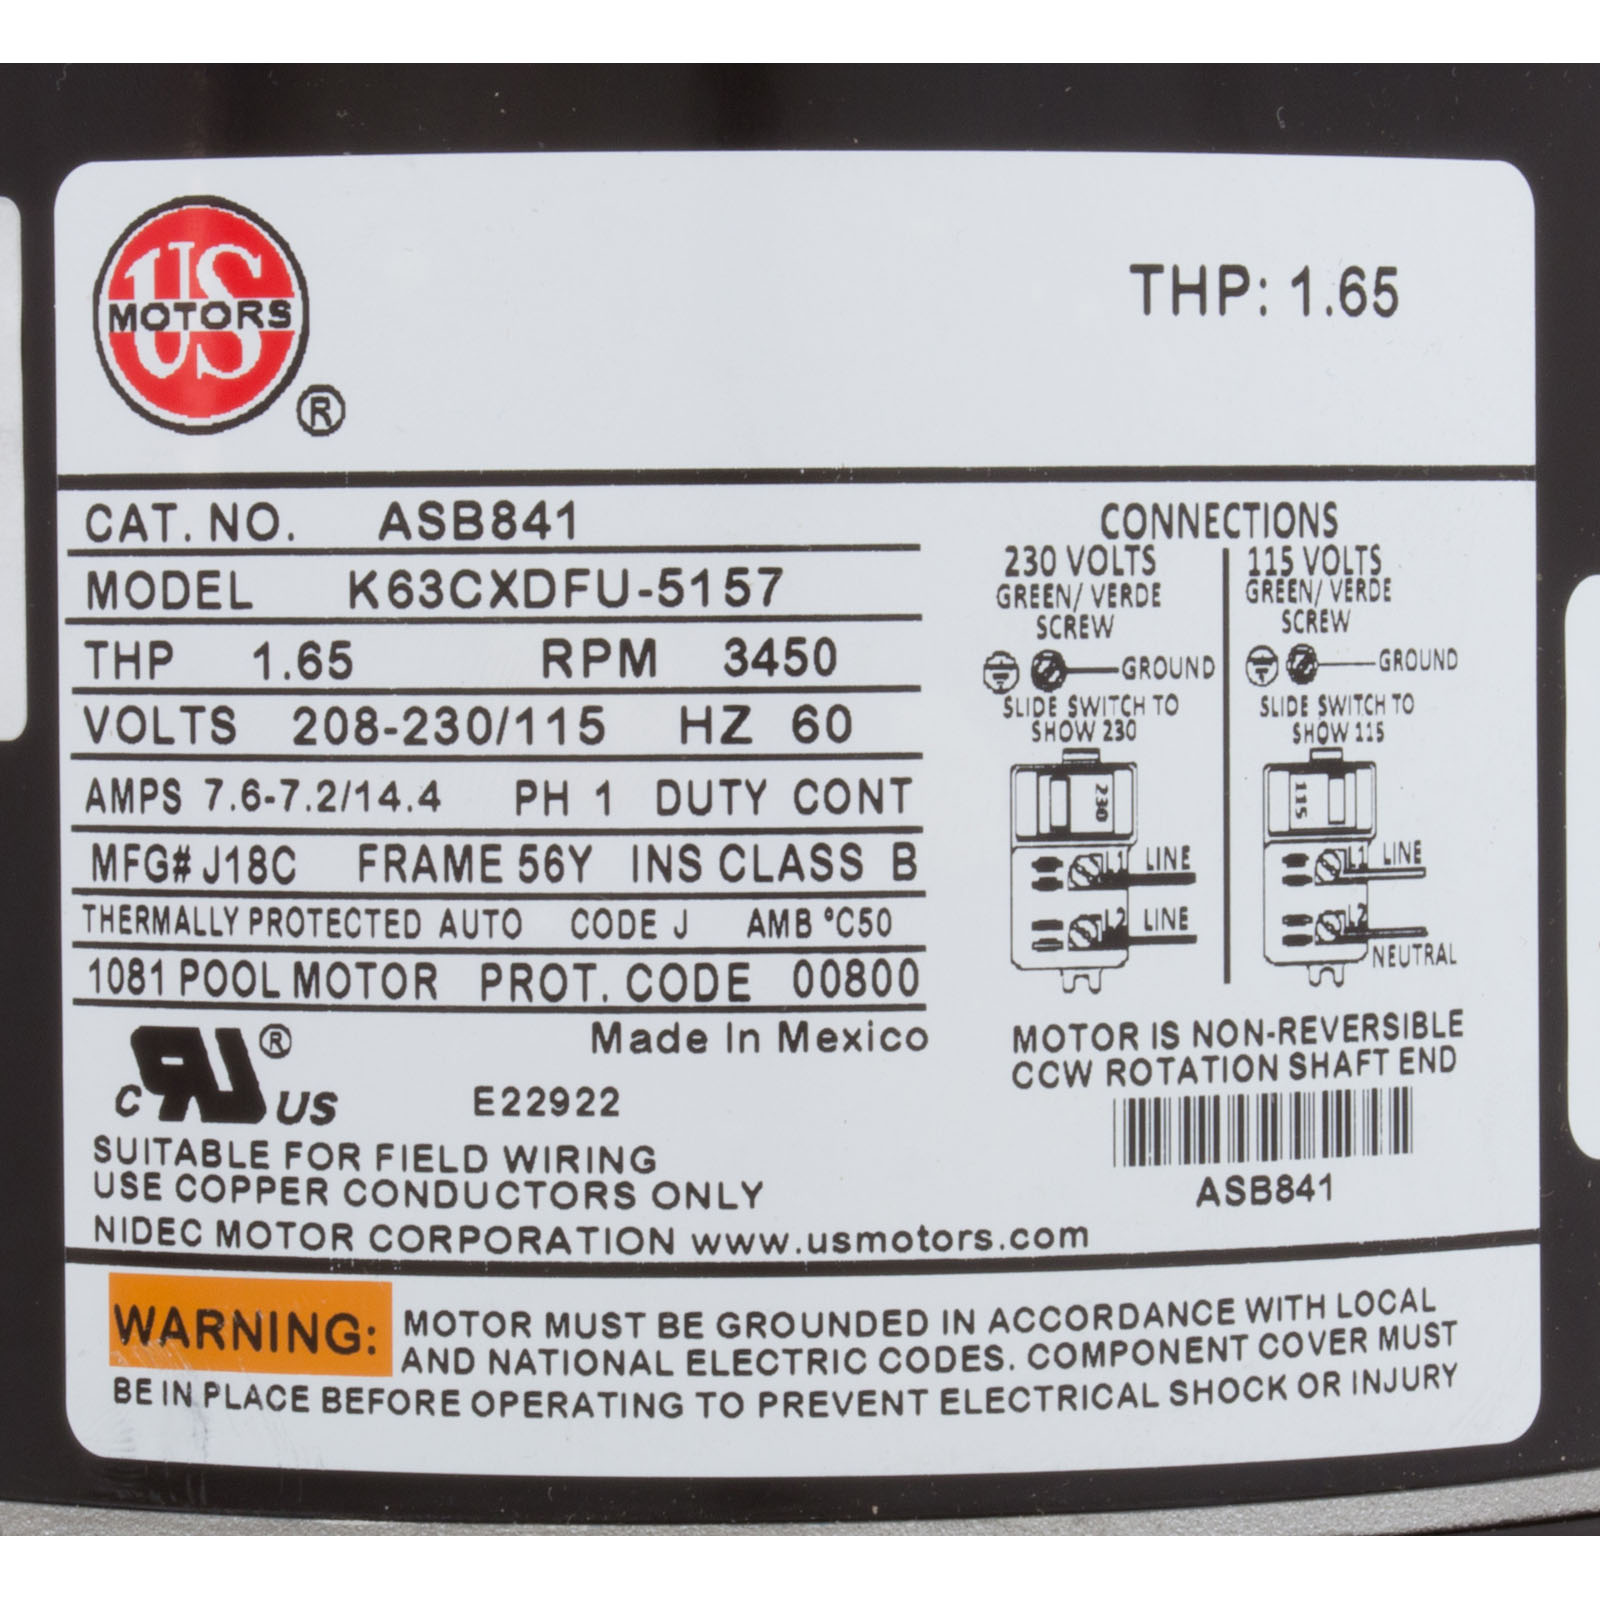 US
MOTORS
®
THP: 1.65
CAT. NO. ASB841
MODEL K63CXDFU-5157
THP 1.65 RPM 3450
VOLTS 208-230/115 HZ 60
AMPS 7.6-7.2/14.4 PH 1 DUTY CONT
MFG# J18C FRAME 56Y INS CLASS B
THERMALLY PROTECTED AUTO CODE J AMB °C50
1081 POOL MOTOR PROT. CODE 00800
Made In Mexico
C RU ® US E22922
SUITABLE FOR FIELD WIRING
USE COPPER CONDUCTORS ONLY
NIDEC MOTOR CORPORATION www.usmotors.com
CONNECTIONS
230 VOLTS
GREEN/ VERDE
SCREW
GROUND
SLIDE SWITCH TO
SHOW 230
230
L1 LINE
L2 LINE
115 VOLTS
GREEN/ VERDE
SCREW
GROUND
SLIDE SWITCH TO
SHOW 115
115
L1 LINE
L2
NEUTRAL
MOTOR IS NON-REVERSIBLE
CCW ROTATION SHAFT END
ASB841
WARNING: MOTOR MUST BE GROUNDED IN ACCORDANCE WITH LOCAL
AND NATIONAL ELECTRIC CODES. COMPONENT COVER MUST
BE IN PLACE BEFORE OPERATING TO PREVENT ELECTRICAL SHOCK OR INJURY